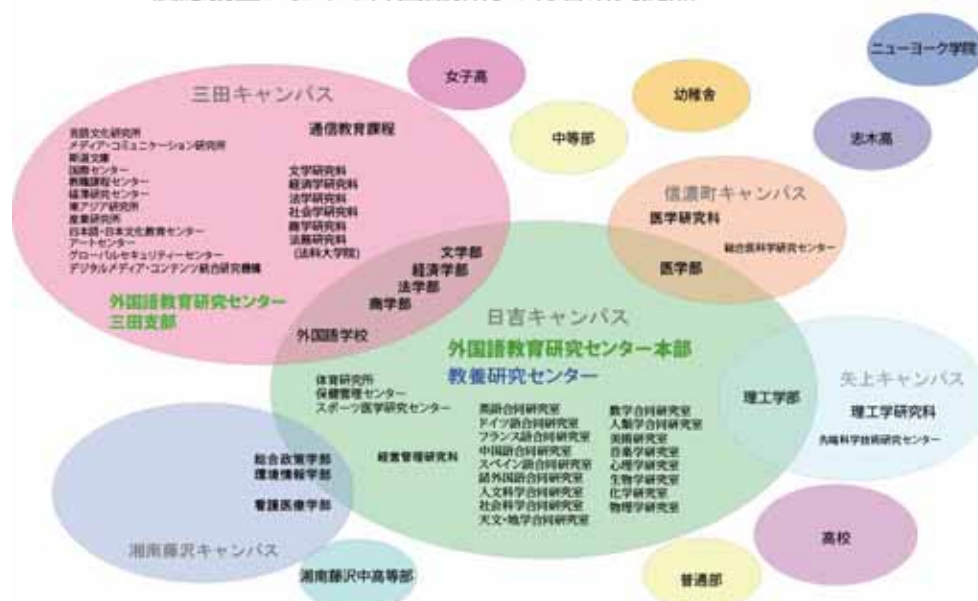 女子高
幼稚舎
ニューヨーク学院
中等部
志木高
三田キャンパス
通信教育課程
言語文化研究所
メディア・コミュニケーション研究所
斯道文庫
国際センター
教職課程センター
福澤研究センター
東アジア研究所
産業研究所
日本語・日本文化教育センター
アートセンター
グローバルセキュリティーセンター
デジタルメディア・コンテンツ統合研究機構
文学研究科
経済学研究科
法学研究科
社会学研究科
商学研究科
法務研究科
(法科大学院)
外国語教育研究センター
三田支部
文学部
経済学部
法学部
商学部
外国語学校
信濃町キャンパス
医学研究科
総合医科学研究センター
医学部
日吉キャンパス
外国語教育研究センター本部
教養研究センター
体育研究所
保健管理センター
スポーツ医学研究センター
経営管理研究科
英語合同研究室
ドイツ語合同研究室
フランス語合同研究室
中国語合同研究室
スペイン語合同研究室
諸外国語合同研究室
人文科学合同研究室
社会科学合同研究室
天文・地学合同研究室
数学合同研究室
人類学合同研究室
美術研究室
音楽学研究室
心理学研究室
生物学研究室
化学研究室
物理学研究室
理工学部
矢上キャンパス
理工学研究科
先端科学技術研究センター
総合政策学部
環境情報学部
看護医療学部
湘南藤沢キャンパス
湘南藤沢中高等部
普通部
高校